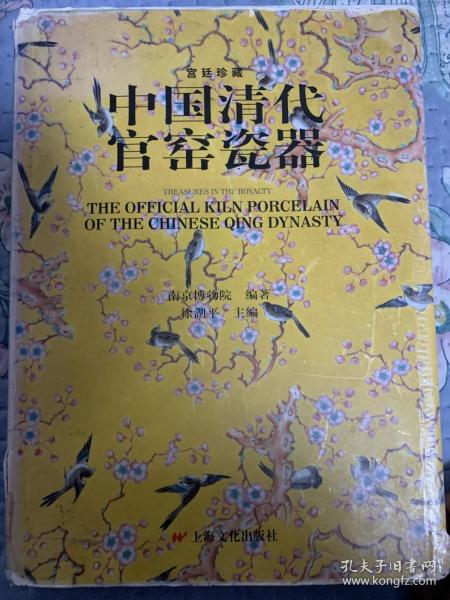 宫廷珍藏
中国清代
官窑瓷器
TREASURES IN THE ROYALTY
THE OFFICIAL KILN PORCELAIN
OF THE CHINESE QING DYNASTY
南京博物院 编著
徐湖平 主编
上海文化出版社
孔夫子旧书网
www.kongfz.com